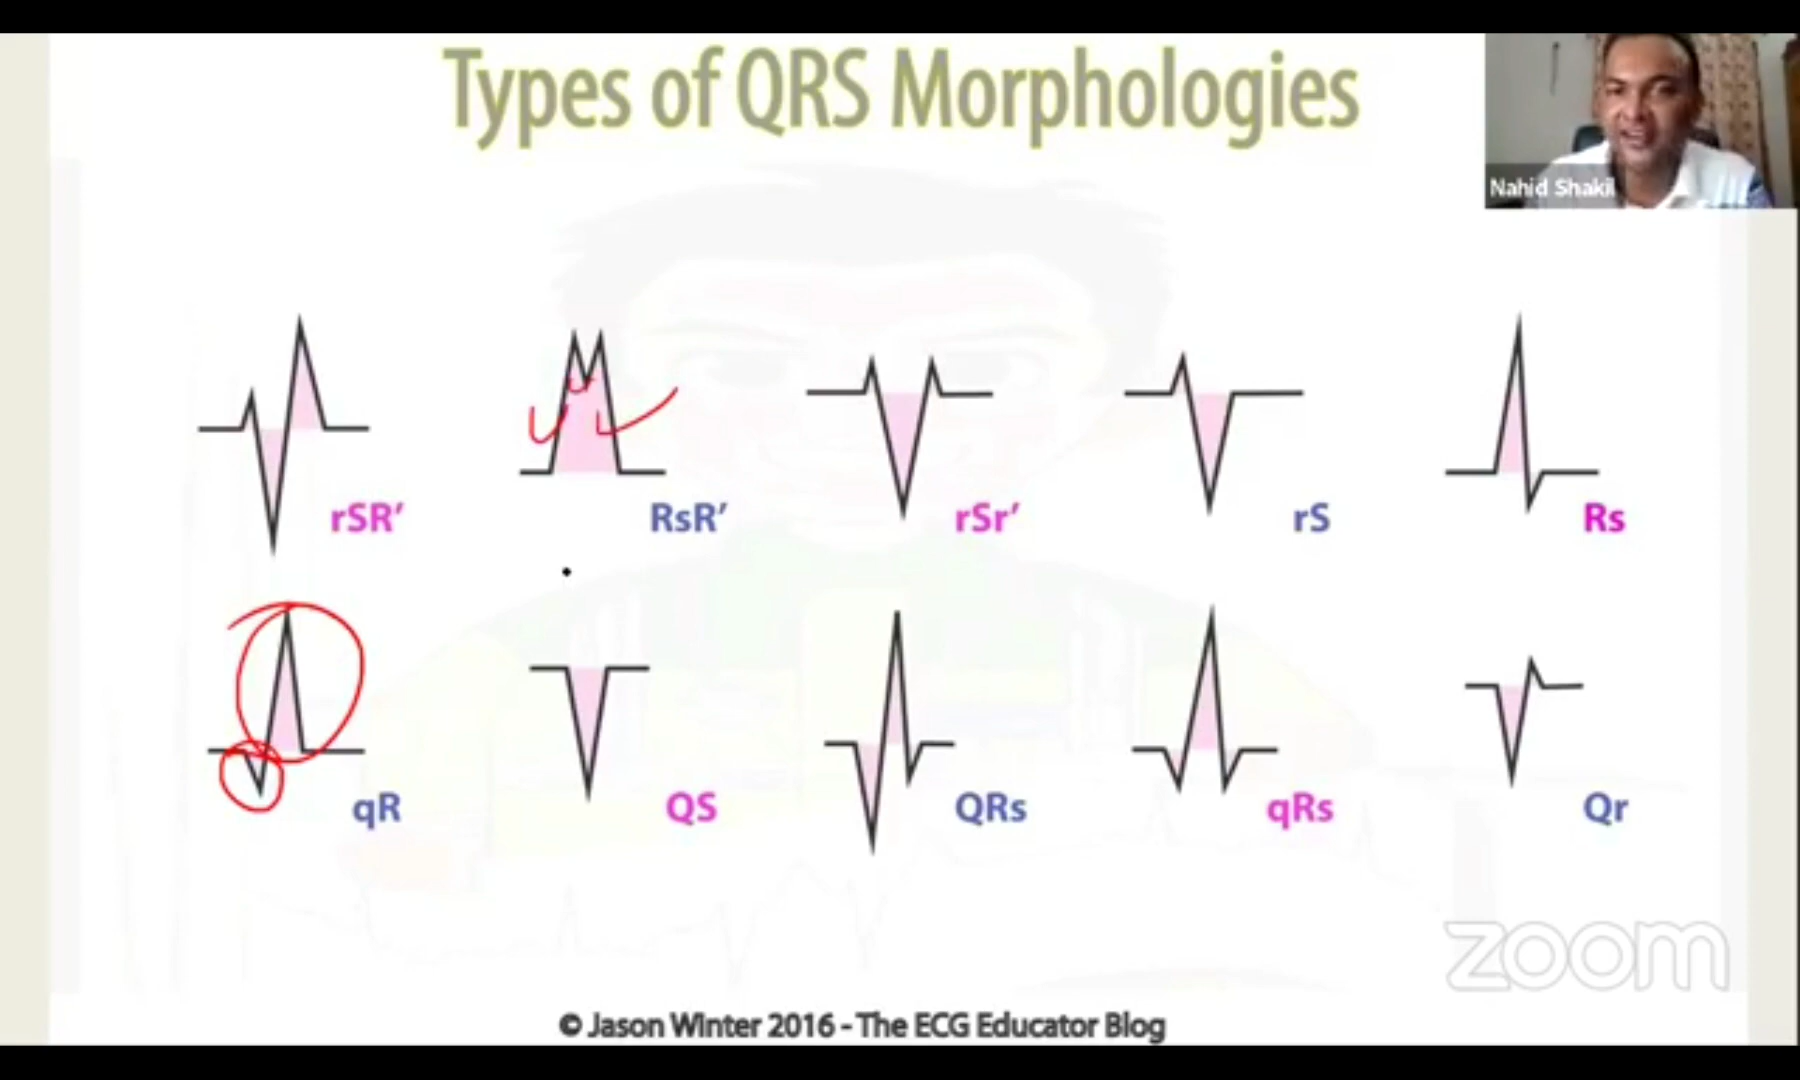 Types of QRS Morphologies
Nahid Shakil
rSR’
RsR’
rSr’
rS
Rs
qR
QS
QRs
qRs
Qr
zoom
© Jason Winter 2016 - The ECG Educator Blog